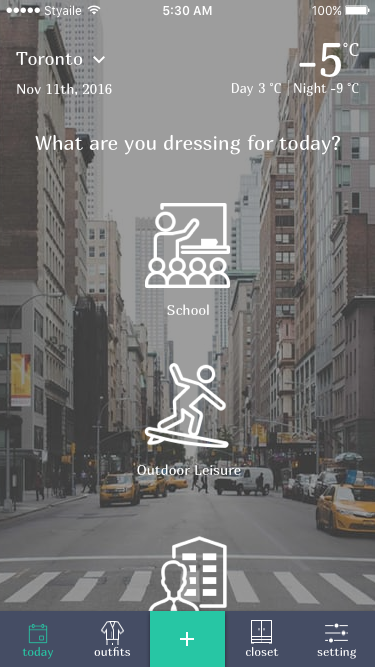 Styaile 5:30 AM 100%
Toronto -5°C
Nov 11th, 2016 Day 3 °C | Night -9 °C
What are you dressing for today?
School
Outdoor Leisure
+
today outfits closet setting